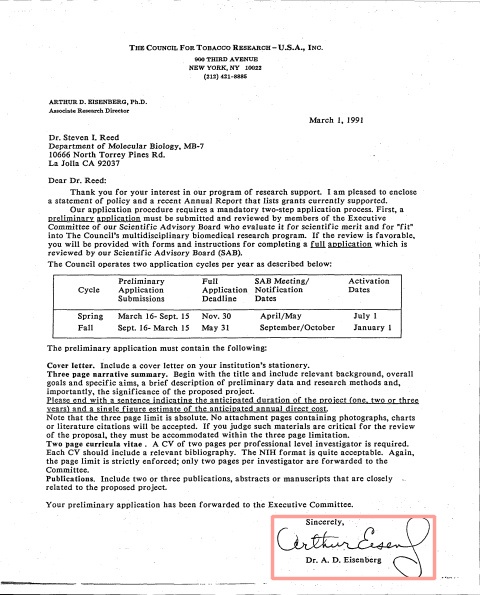 THE COUNCIL FOR TOBACCO RESEARCH – U.S.A., INC.
900 THIRD AVENUE
NEW YORK, NY 10022
(212) 421-8885
ARTHUR D. EISENBERG, Ph.D.
Associate Research Director
March 1, 1991
Dr. Steven I. Reed
Department of Molecular Biology, MB-7
10666 North Torrey Pines Rd.
La Jolla CA 92037
Dear Dr. Reed:
Thank you for your interest in our program of research support. I am pleased to enclose
a statement of policy and a recent Annual Report that lists grants currently supported.
Our application procedure requires a mandatory two-step application process. First, a
preliminary application must be submitted and reviewed by members of the Executive
Committee of our Scientific Advisory Board who evaluate it for scientific merit and for "fit"
into The Council's multidisciplinary biomedical research program. If the review is favorable,
you will be provided with forms and instructions for completing a full application which is
reviewed by our Scientific Advisory Board (SAB).
The Council operates two application cycles per year as described below:
Preliminary Full SAB Meeting/ Activation
Cycle Application Application Notification Dates
Submissions Deadline Dates
Spring March 16- Sept. 15 Nov. 30 April/May July 1
Fall Sept. 16- March 15 May 31 September/October January 1
The preliminary application must contain the following:
Cover letter. Include a cover letter on your institution's stationery.
Three page narrative summary. Begin with the title and include relevant background, overall
goals and specific aims, a brief description of preliminary data and research methods and,
importantly, the significance of the proposed project.
Please end with a sentence indicating the anticipated duration of the project (one, two or three
years) and a single figure estimate of the anticipated annual direct cost.
Note that the three page limit is absolute. No attachment pages containing photographs, charts
or literature citations will be accepted. If you judge such materials are critical for the review
of the proposal, they must be accommodated within the three page limitation.
Two page curricula vitae . A CV of two pages per professional level investigator is required.
Each CV should include a relevant bibliography. The NIH format is quite acceptable. Again,
the page limit is strictly enforced; only two pages per investigator are forwarded to the
Committee.
Publications. Include two or three publications, abstracts or manuscripts that are closely
related to the proposed project.
Your preliminary application has been forwarded to the Executive Committee.
Sincerely,
Arthur Eisenb
Dr. A. D. Eisenberg